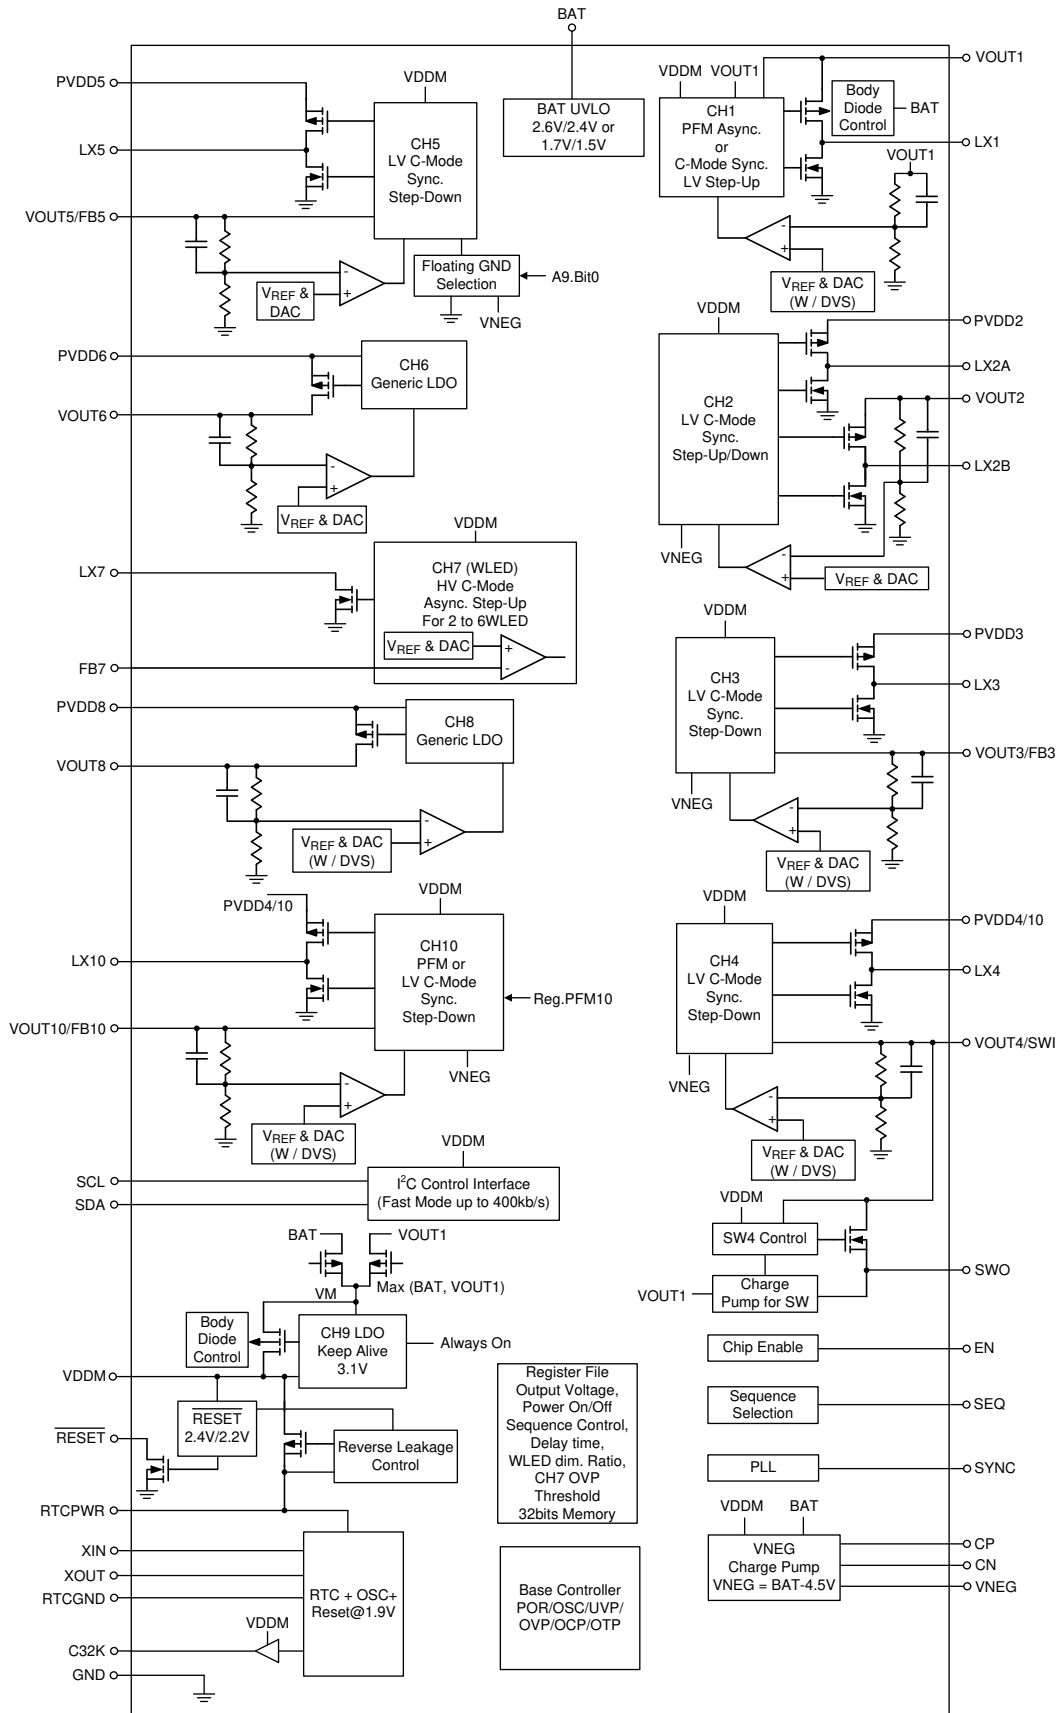 BAT
PVDD5
LX5
VOUT5/FB5
VDDM
CH5
LV C-Mode
Sync.
Step-Down
VREF &
DAC
-
+
Floating GND
Selection
A9.Bit0
VNEG
BAT UVLO
2.6V/2.4V or
1.7V/1.5V
VDDM
VOUT1
CH1
PFM Async.
or
C-Mode Sync.
LV Step-Up
Body
Diode
Control
BAT
VOUT1
LX1
VOUT1
-
+
VREF & DAC
(W / DVS)
PVDD6
VOUT6
CH6
Generic LDO
-
+
VREF & DAC
VDDM
CH2
LV C-Mode
Sync.
Step-Up/Down
VNEG
PVDD2
LX2A
VOUT2
LX2B
-
+
VREF & DAC
LX7
FB7
VDDM
CH7 (WLED)
HV C-Mode
Async. Step-Up
For 2 to 6WLED
VREF & DAC
+
-
VDDM
CH3
LV C-Mode
Sync.
Step-Down
VNEG
PVDD3
LX3
VOUT3/FB3
-
+
VREF & DAC
(W / DVS)
PVDD8
VOUT8
CH8
Generic LDO
-
+
VREF & DAC
(W / DVS)
PVDD4/10
LX10
VOUT10/FB10
VDDM
CH10
PFM or
LV C-Mode
Sync.
Step-Down
Reg.PFM10
VNEG
-
+
VREF & DAC
(W / DVS)
VDDM
CH4
LV C-Mode
Sync.
Step-Down
VNEG
PVDD4/10
LX4
VOUT4/SWI
-
+
VREF & DAC
(W / DVS)
SCL
SDA
VDDM
I2C Control Interface
(Fast Mode up to 400kb/s)
VDDM
SW4 Control
VOUT1
Charge
Pump for SW
SWO
BAT
VOUT1
VM
Max (BAT, VOUT1)
Body
Diode
Control
CH9 LDO
Keep Alive
3.1V
Always On
VDDM
RESET
RESET
2.4V/2.2V
Reverse Leakage
Control
RTCPWR
Register File
Output Voltage,
Power On/Off
Sequence Control,
Delay time,
WLED dim. Ratio,
CH7 OVP
Threshold
32bits Memory
Chip Enable
EN
Sequence
Selection
SEQ
PLL
SYNC
VDDM
BAT
VNEG
Charge Pump
VNEG = BAT-4.5V
CP
CN
VNEG
XIN
XOUT
RTCGND
C32K
GND
VDDM
RTC + OSC+
Reset@1.9V
Base Controller
POR/OSC/UVP/
OVP/OCP/OTP